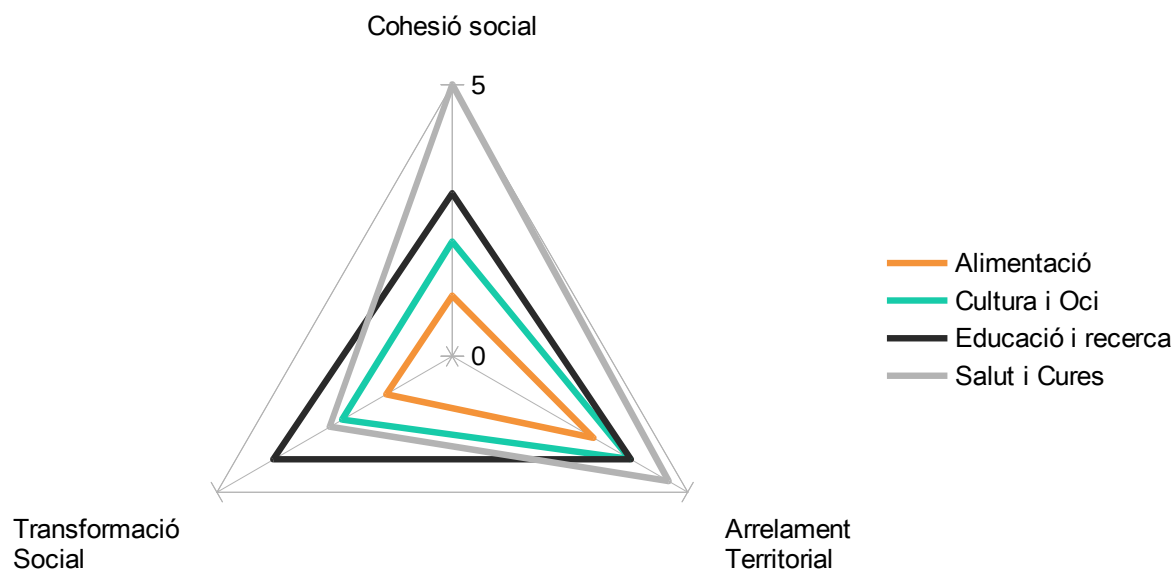 Cohesió social
5
0
Alimentació
Cultura i Oci
Educació i recerca
Salut i Cures
Transformació
Social
Arrelament
Territorial